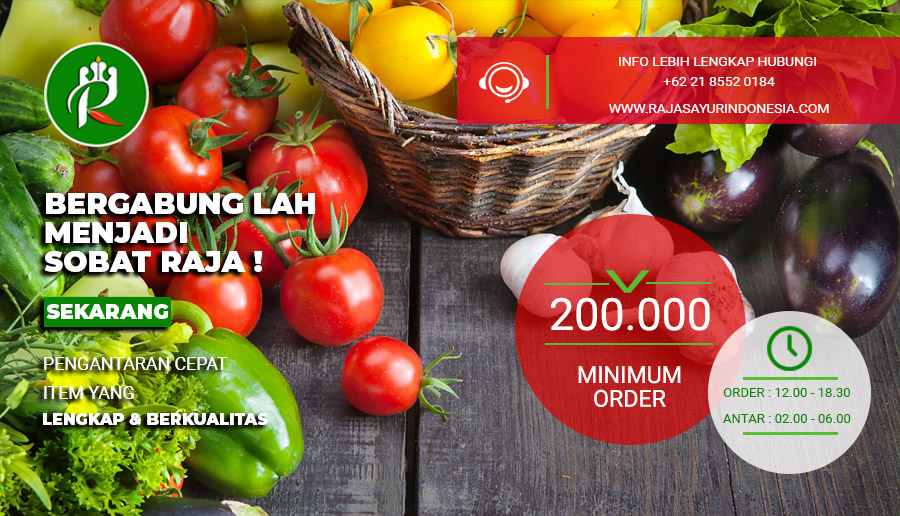 INFO LEBIH LENGKAP HUBUNGI
+62 21 8552 0184
WWW.RAJASAYURINDONESIA.COM
BERGABUNG LAH
MENJADI
SOBAT RAJA !
SEKARANG
PENGANTARAN CEPAT
ITEM YANG
LENGKAP & BERKUALITAS
200.000
MINIMUM
ORDER
ORDER : 12.00 - 18.30
ANTAR : 02.00 - 06.00